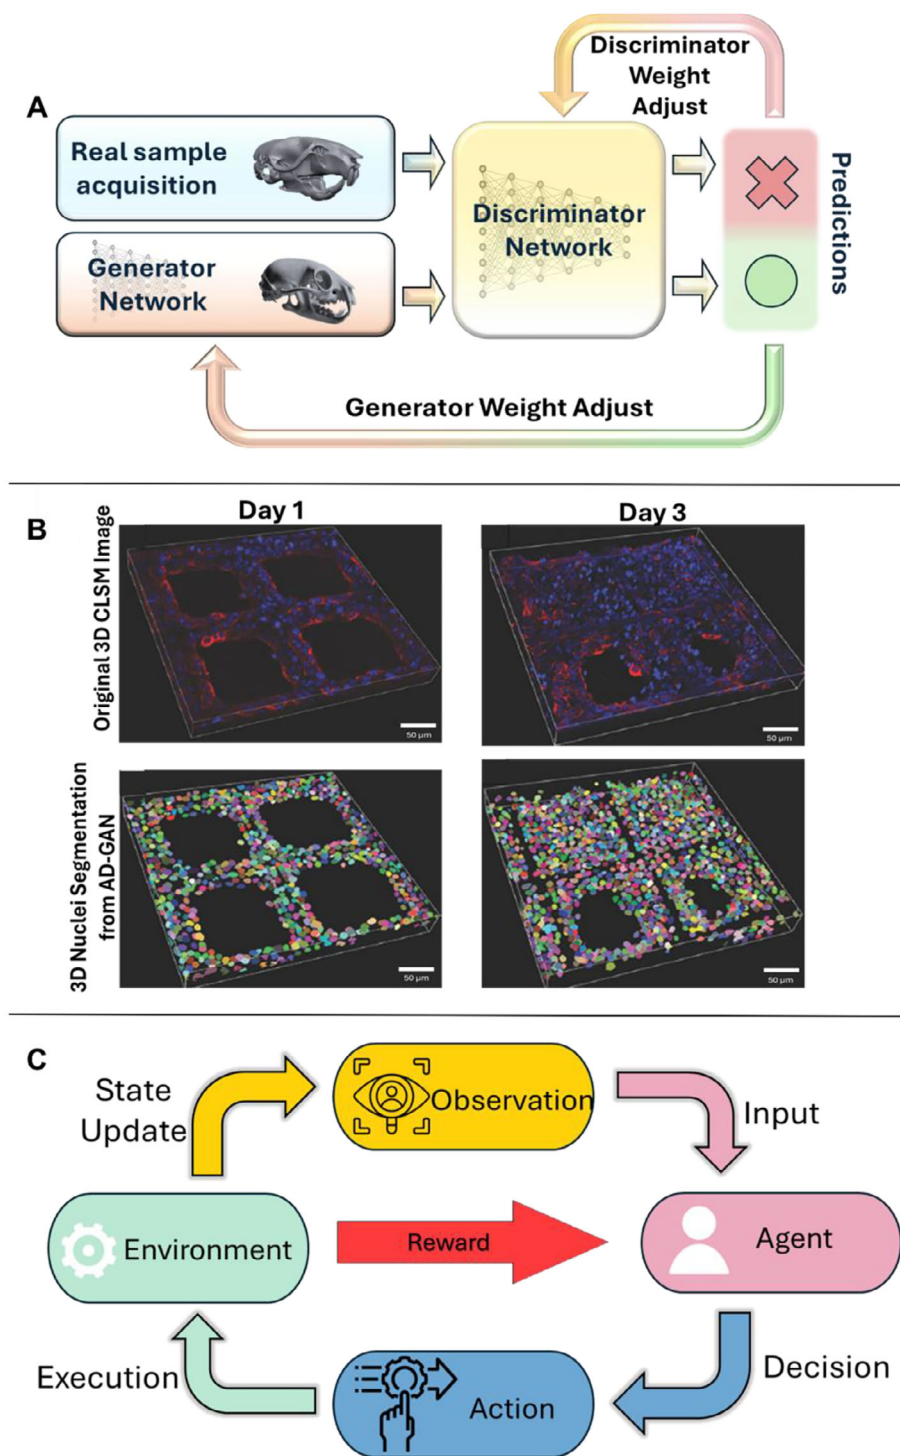 A
Discriminator
Weight
Adjust
Real sample
acquisition
Generator
Network
Discriminator
Network
Predictions
Generator Weight Adjust
B
Day 1
Day 3
Original 3D CLSM Image
50 µm
50 µm
3D Nuclei Segmentation
from AD-GAN
50 µm
50 µm
C
State
Update
Observation
Input
Environment
Reward
Agent
Execution
Action
Decision